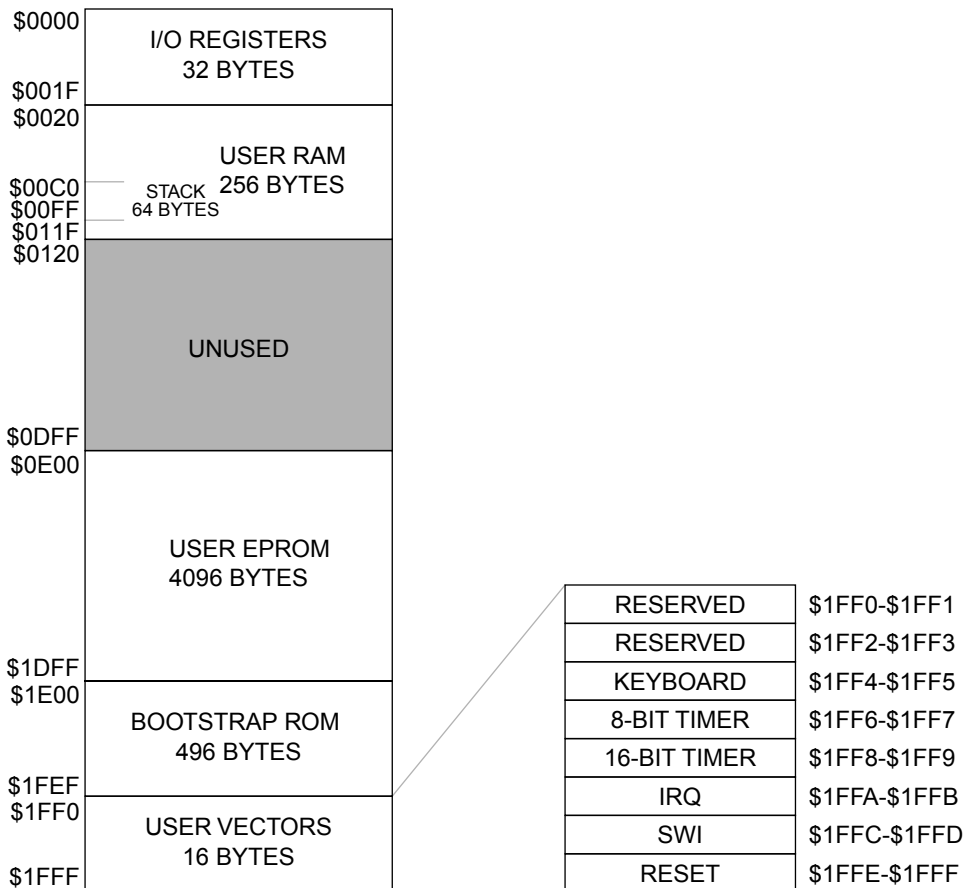 $0000
I/O REGISTERS
32 BYTES
$001F
$0020
USER RAM
256 BYTES
$00C0
STACK
64 BYTES
$00FF
$011F
$0120
UNUSED
$0DFF
$0E00
USER EPROM
4096 BYTES
$1DFF
$1E00
BOOTSTRAP ROM
496 BYTES
$1FEF
$1FF0
USER VECTORS
16 BYTES
$1FFF
RESERVED $1FF0-$1FF1
RESERVED $1FF2-$1FF3
KEYBOARD $1FF4-$1FF5
8-BIT TIMER $1FF6-$1FF7
16-BIT TIMER $1FF8-$1FF9
IRQ $1FFA-$1FFB
SWI $1FFC-$1FFD
RESET $1FFE-$1FFF